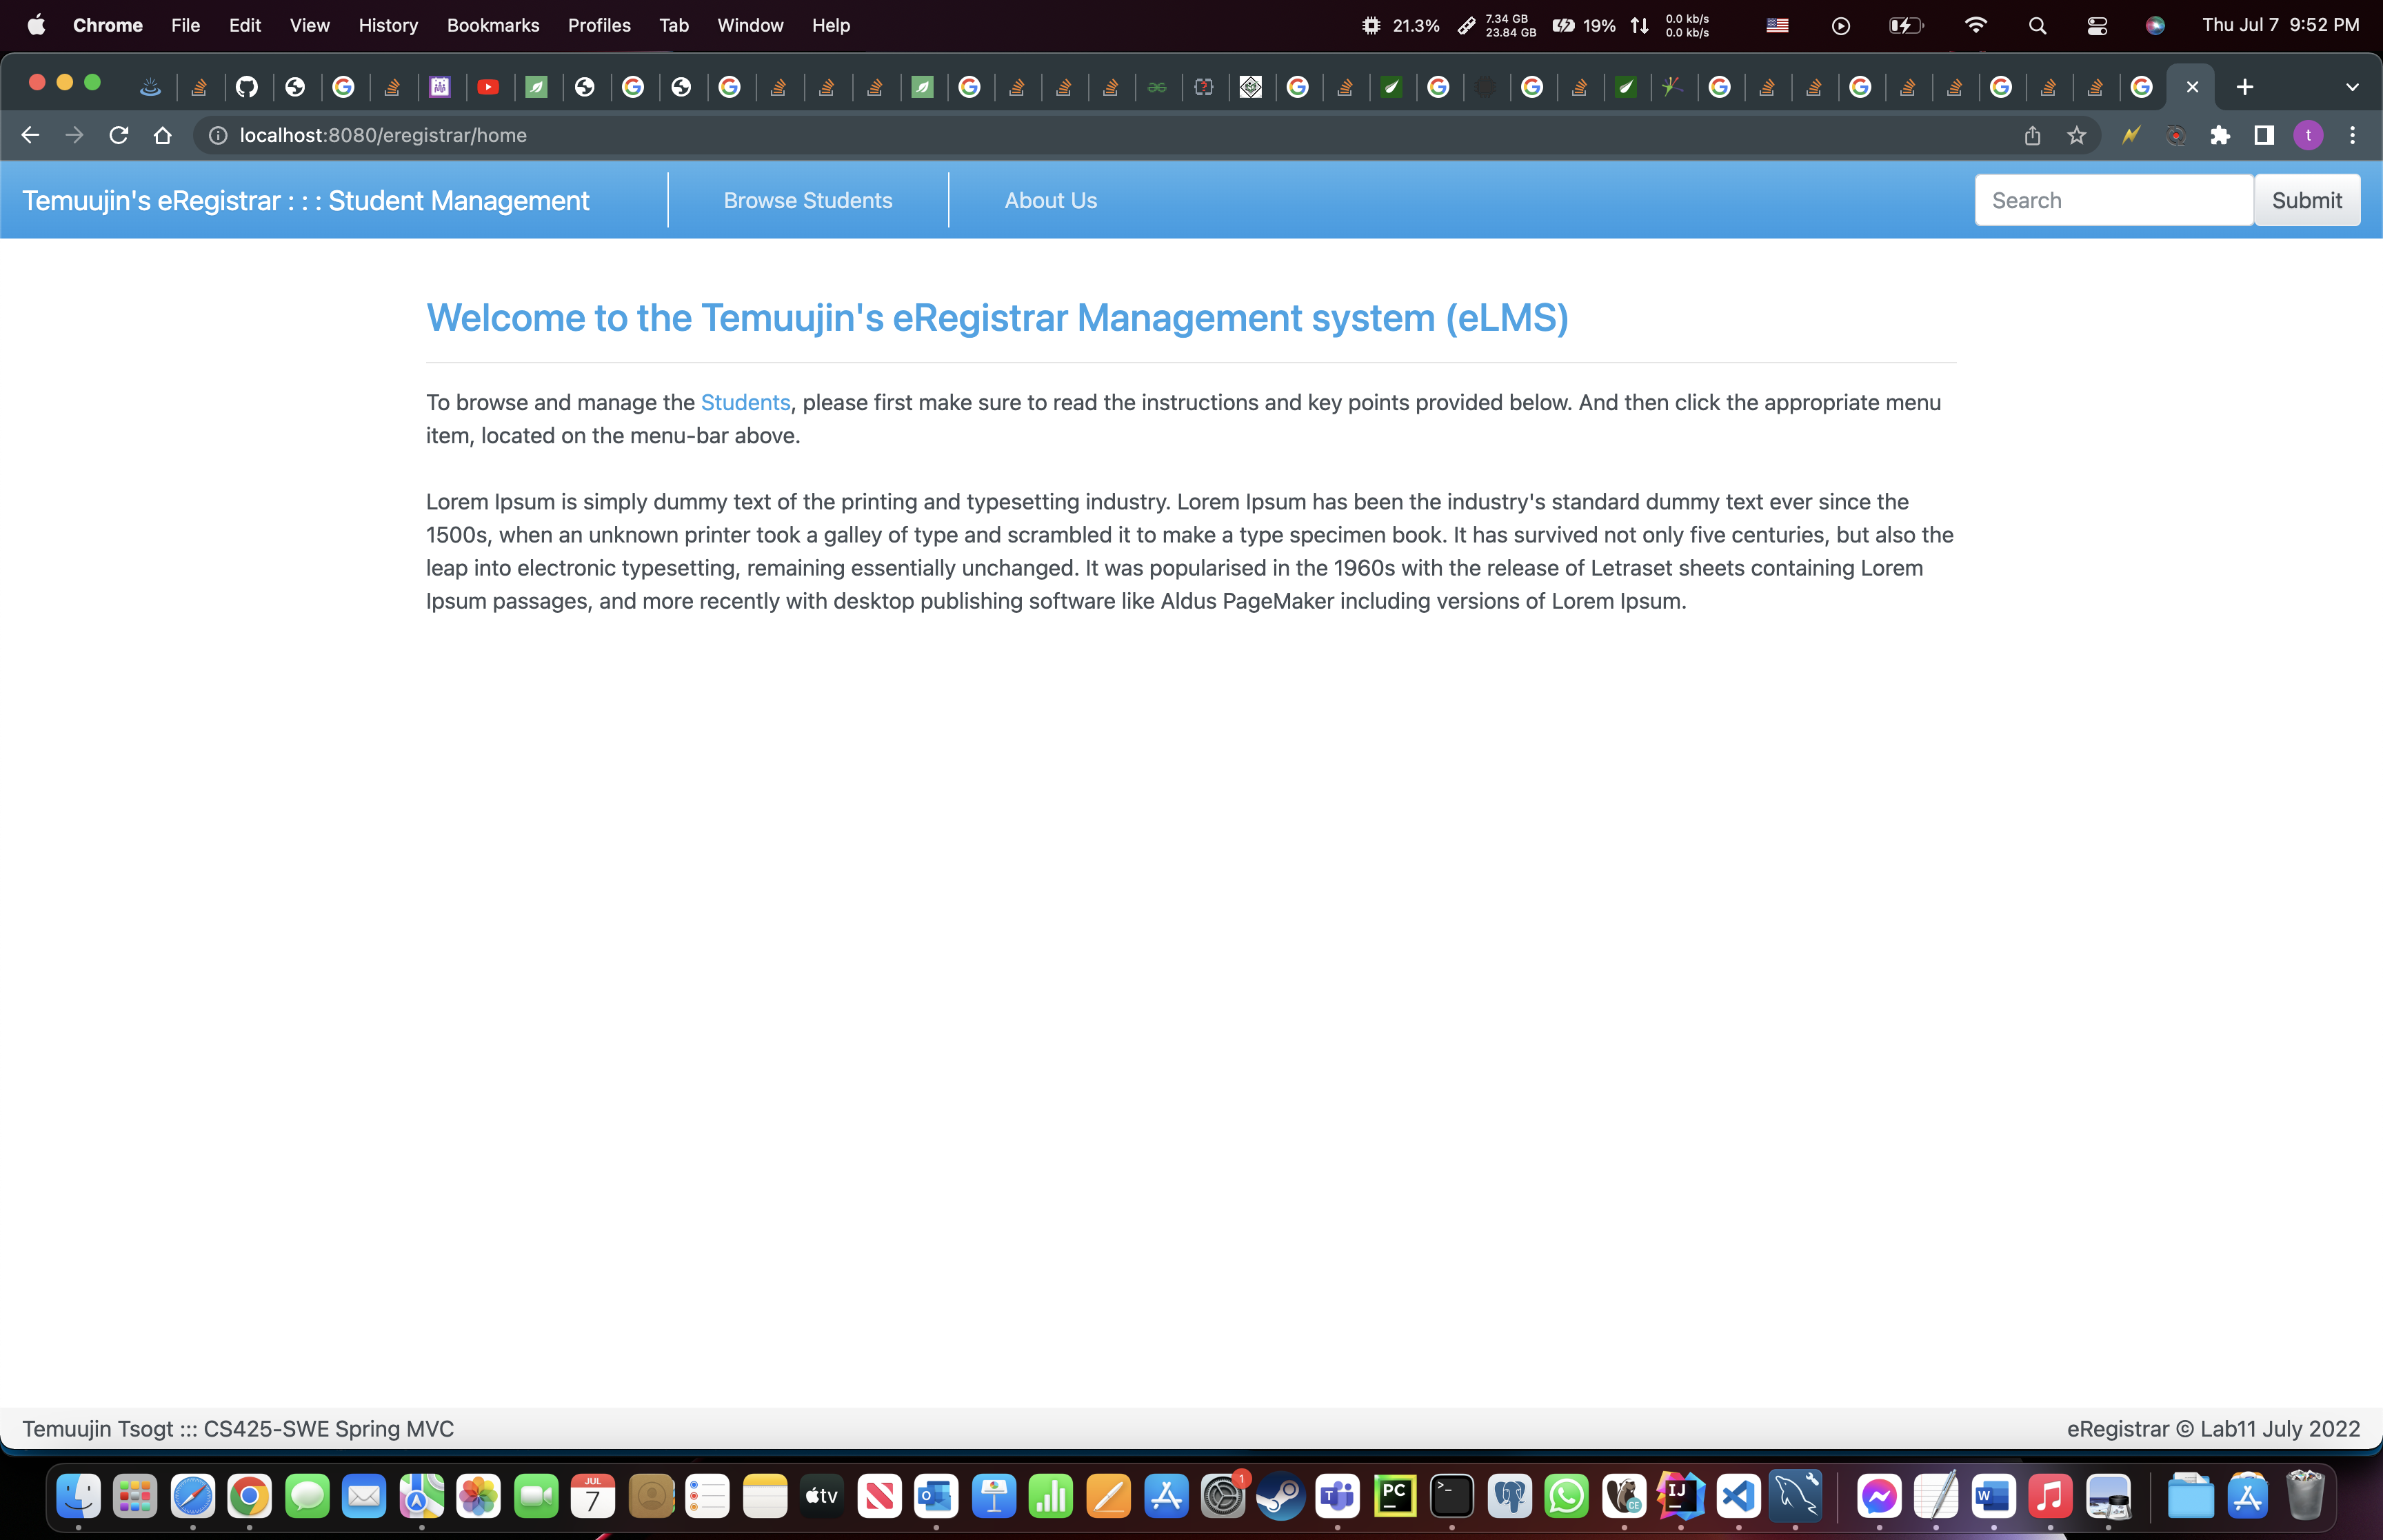 Chrome File Edit View History Bookmarks Profiles Tab Window Help 21.3% 7.34 GB 23.84 GB 19% 0.0 kb/s 0.0 kb/s Thu Jul 7 9:52 PM
localhost:8080/eregistrar/home t
Temuujin's eRegistrar : : : Student Management Browse Students About Us Search Submit
Welcome to the Temuujin's eRegistrar Management system (eLMS)
To browse and manage the Students, please first make sure to read the instructions and key points provided below. And then click the appropriate menu
item, located on the menu-bar above.
Lorem Ipsum is simply dummy text of the printing and typesetting industry. Lorem Ipsum has been the industry's standard dummy text ever since the
1500s, when an unknown printer took a galley of type and scrambled it to make a type specimen book. It has survived not only five centuries, but also the
leap into electronic typesetting, remaining essentially unchanged. It was popularised in the 1960s with the release of Letraset sheets containing Lorem
Ipsum passages, and more recently with desktop publishing software like Aldus PageMaker including versions of Lorem Ipsum.
Temuujin Tsogt ::: CS425-SWE Spring MVC eRegistrar © Lab11 July 2022
JUL 7 tv 1 PC IJ CE W